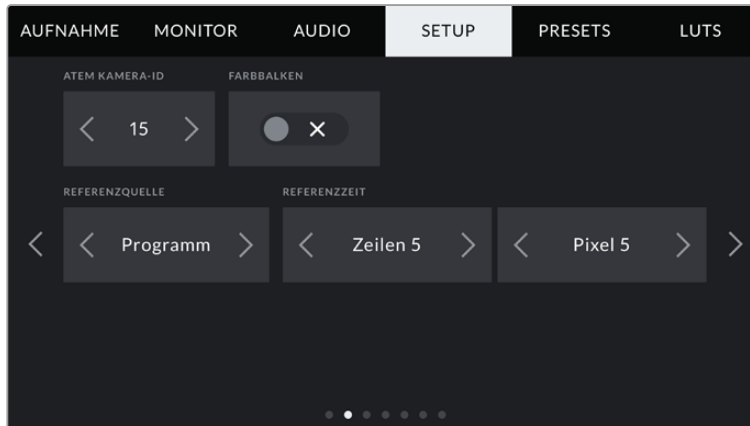 AUFNAHME MONITOR AUDIO SETUP PRESETS LUTS
ATEM KAMERA-ID FARBBALKEN
15
REFERENZQUELLE REFERENZZEIT
Programm Zeilen 5 Pixel 5